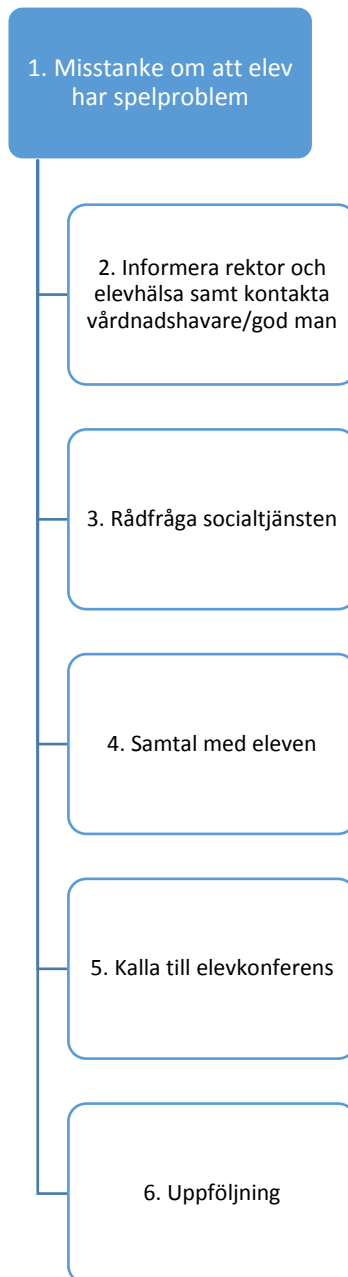 1. Misstanke om att elev
har spelproblem
2. Informera rektor och
elevhälsa samt kontakta
vårdnadshavare/god man
3. Rådfråga socialtjänsten
4. Samtal med eleven
5. Kalla till elevkonferens
6. Uppföljning